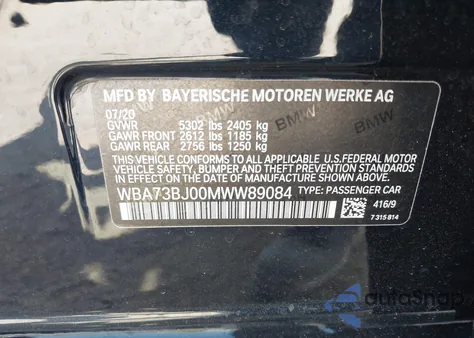 MFD BY BAYERISCHE MOTOREN WERKE AG
07/20
GVWR 5302 lbs 2405 kg
GAWR FRONT 2612 lbs 1185 kg
GAWR REAR 2756 lbs 1250 kg
THIS VEHICLE CONFORMS TO ALL APPLICABLE U.S. FEDERAL MOTOR
VEHICLE SAFETY, BUMPER, AND THEFT PREVENTION STANDARDS
IN EFFECT ON THE DATE OF MANUFACTURE SHOWN ABOVE.
WBA73BJ00MWW89084 TYPE: PASSENGER CAR
416/9
7 315 814
BMW
BMW
BMW
autoSnap